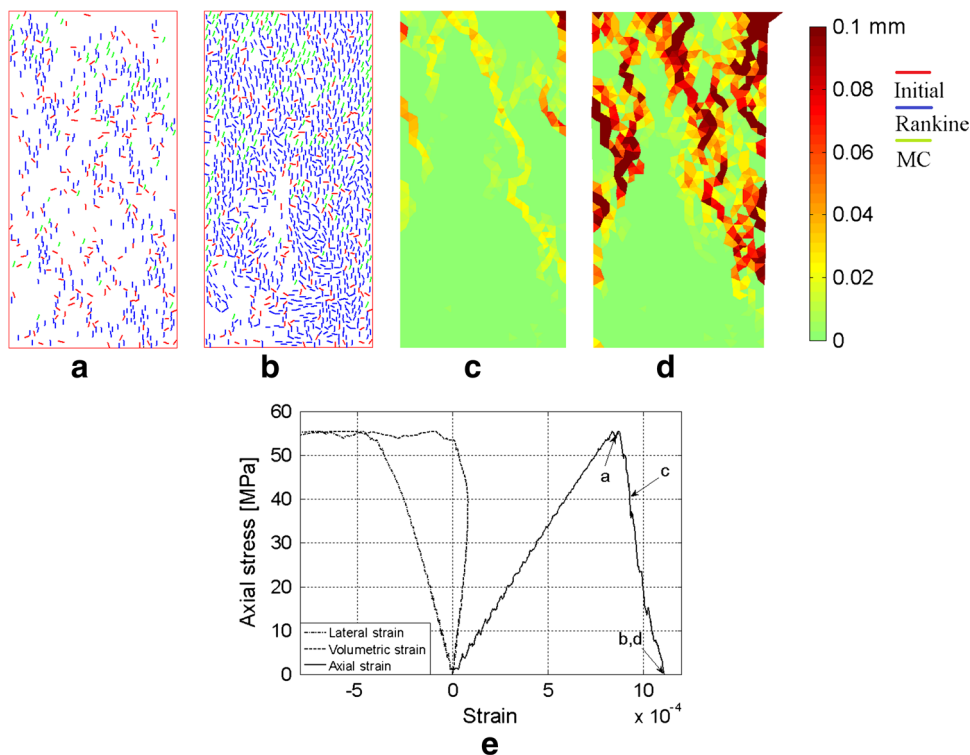 0.1 mm
0.08
0.06
0.04
0.02
0
Initial
Rankine
MC
a
b
c
d
60
50
40
30
20
10
0
Axial stress [MPa]
a
c
b,d
Lateral strain
Volumetric strain
Axial strain
-5
0
5
10
Strain
x 10⁻⁴
e